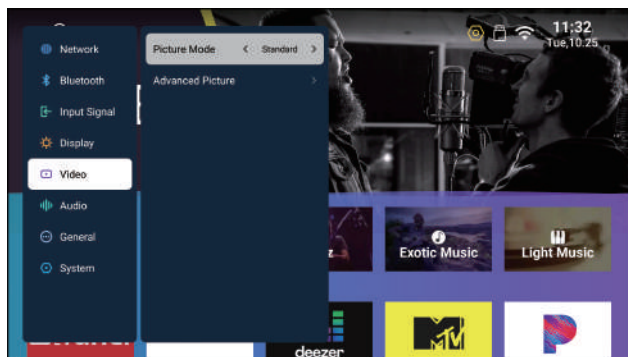 11:32
Tue,10.25
Network
Bluetooth
Input Signal
Display
Video
Audio
General
System
Picture Mode < Standard >
Advanced Picture >
Exotic Music
Light Music
deezer